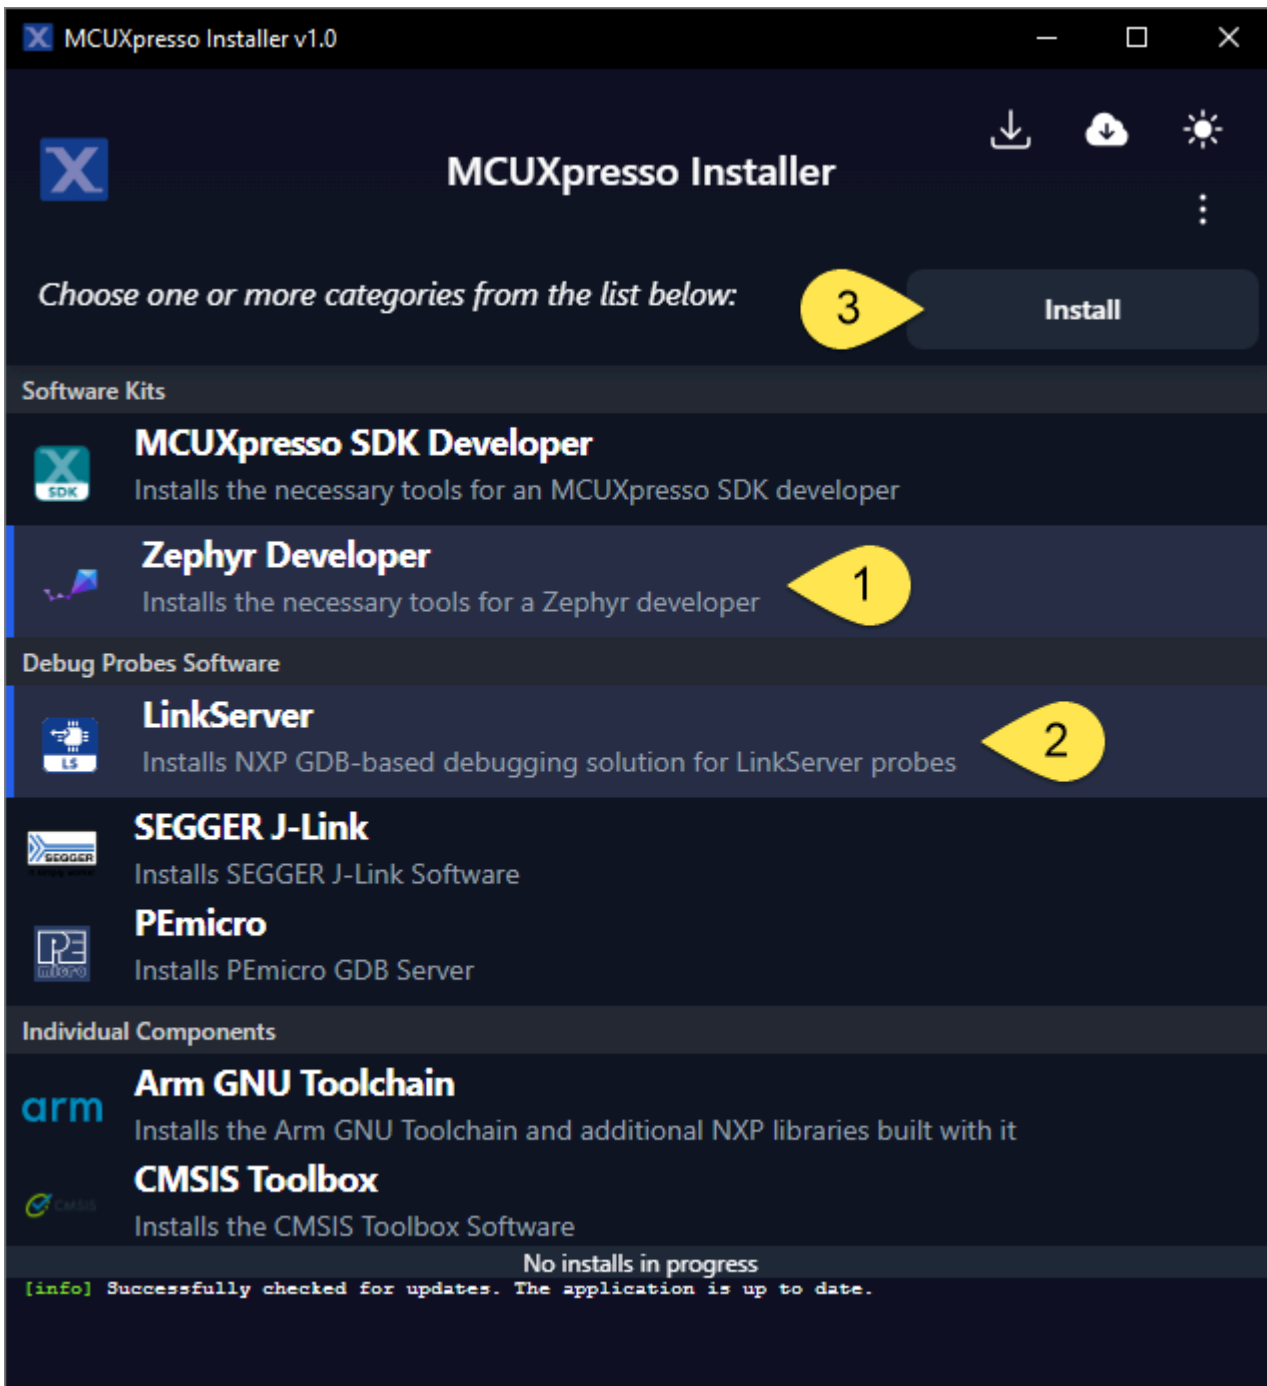 MCUXpresso Installer v1.0
MCUXpresso Installer
Choose one or more categories from the list below:
3
Install
Software Kits
SDK
MCUXpresso SDK Developer
Installs the necessary tools for an MCUXpresso SDK developer
Zephyr Developer
Installs the necessary tools for a Zephyr developer
1
Debug Probes Software
LS
LinkServer
Installs NXP GDB-based debugging solution for LinkServer probes
2
SEGGER
SEGGER J-Link
Installs SEGGER J-Link Software
PE
micro
PEmicro
Installs PEmicro GDB Server
Individual Components
arm
Arm GNU Toolchain
Installs the Arm GNU Toolchain and additional NXP libraries built with it
CMSIS
CMSIS Toolbox
Installs the CMSIS Toolbox Software
No installs in progress
[info] Successfully checked for updates. The application is up to date.